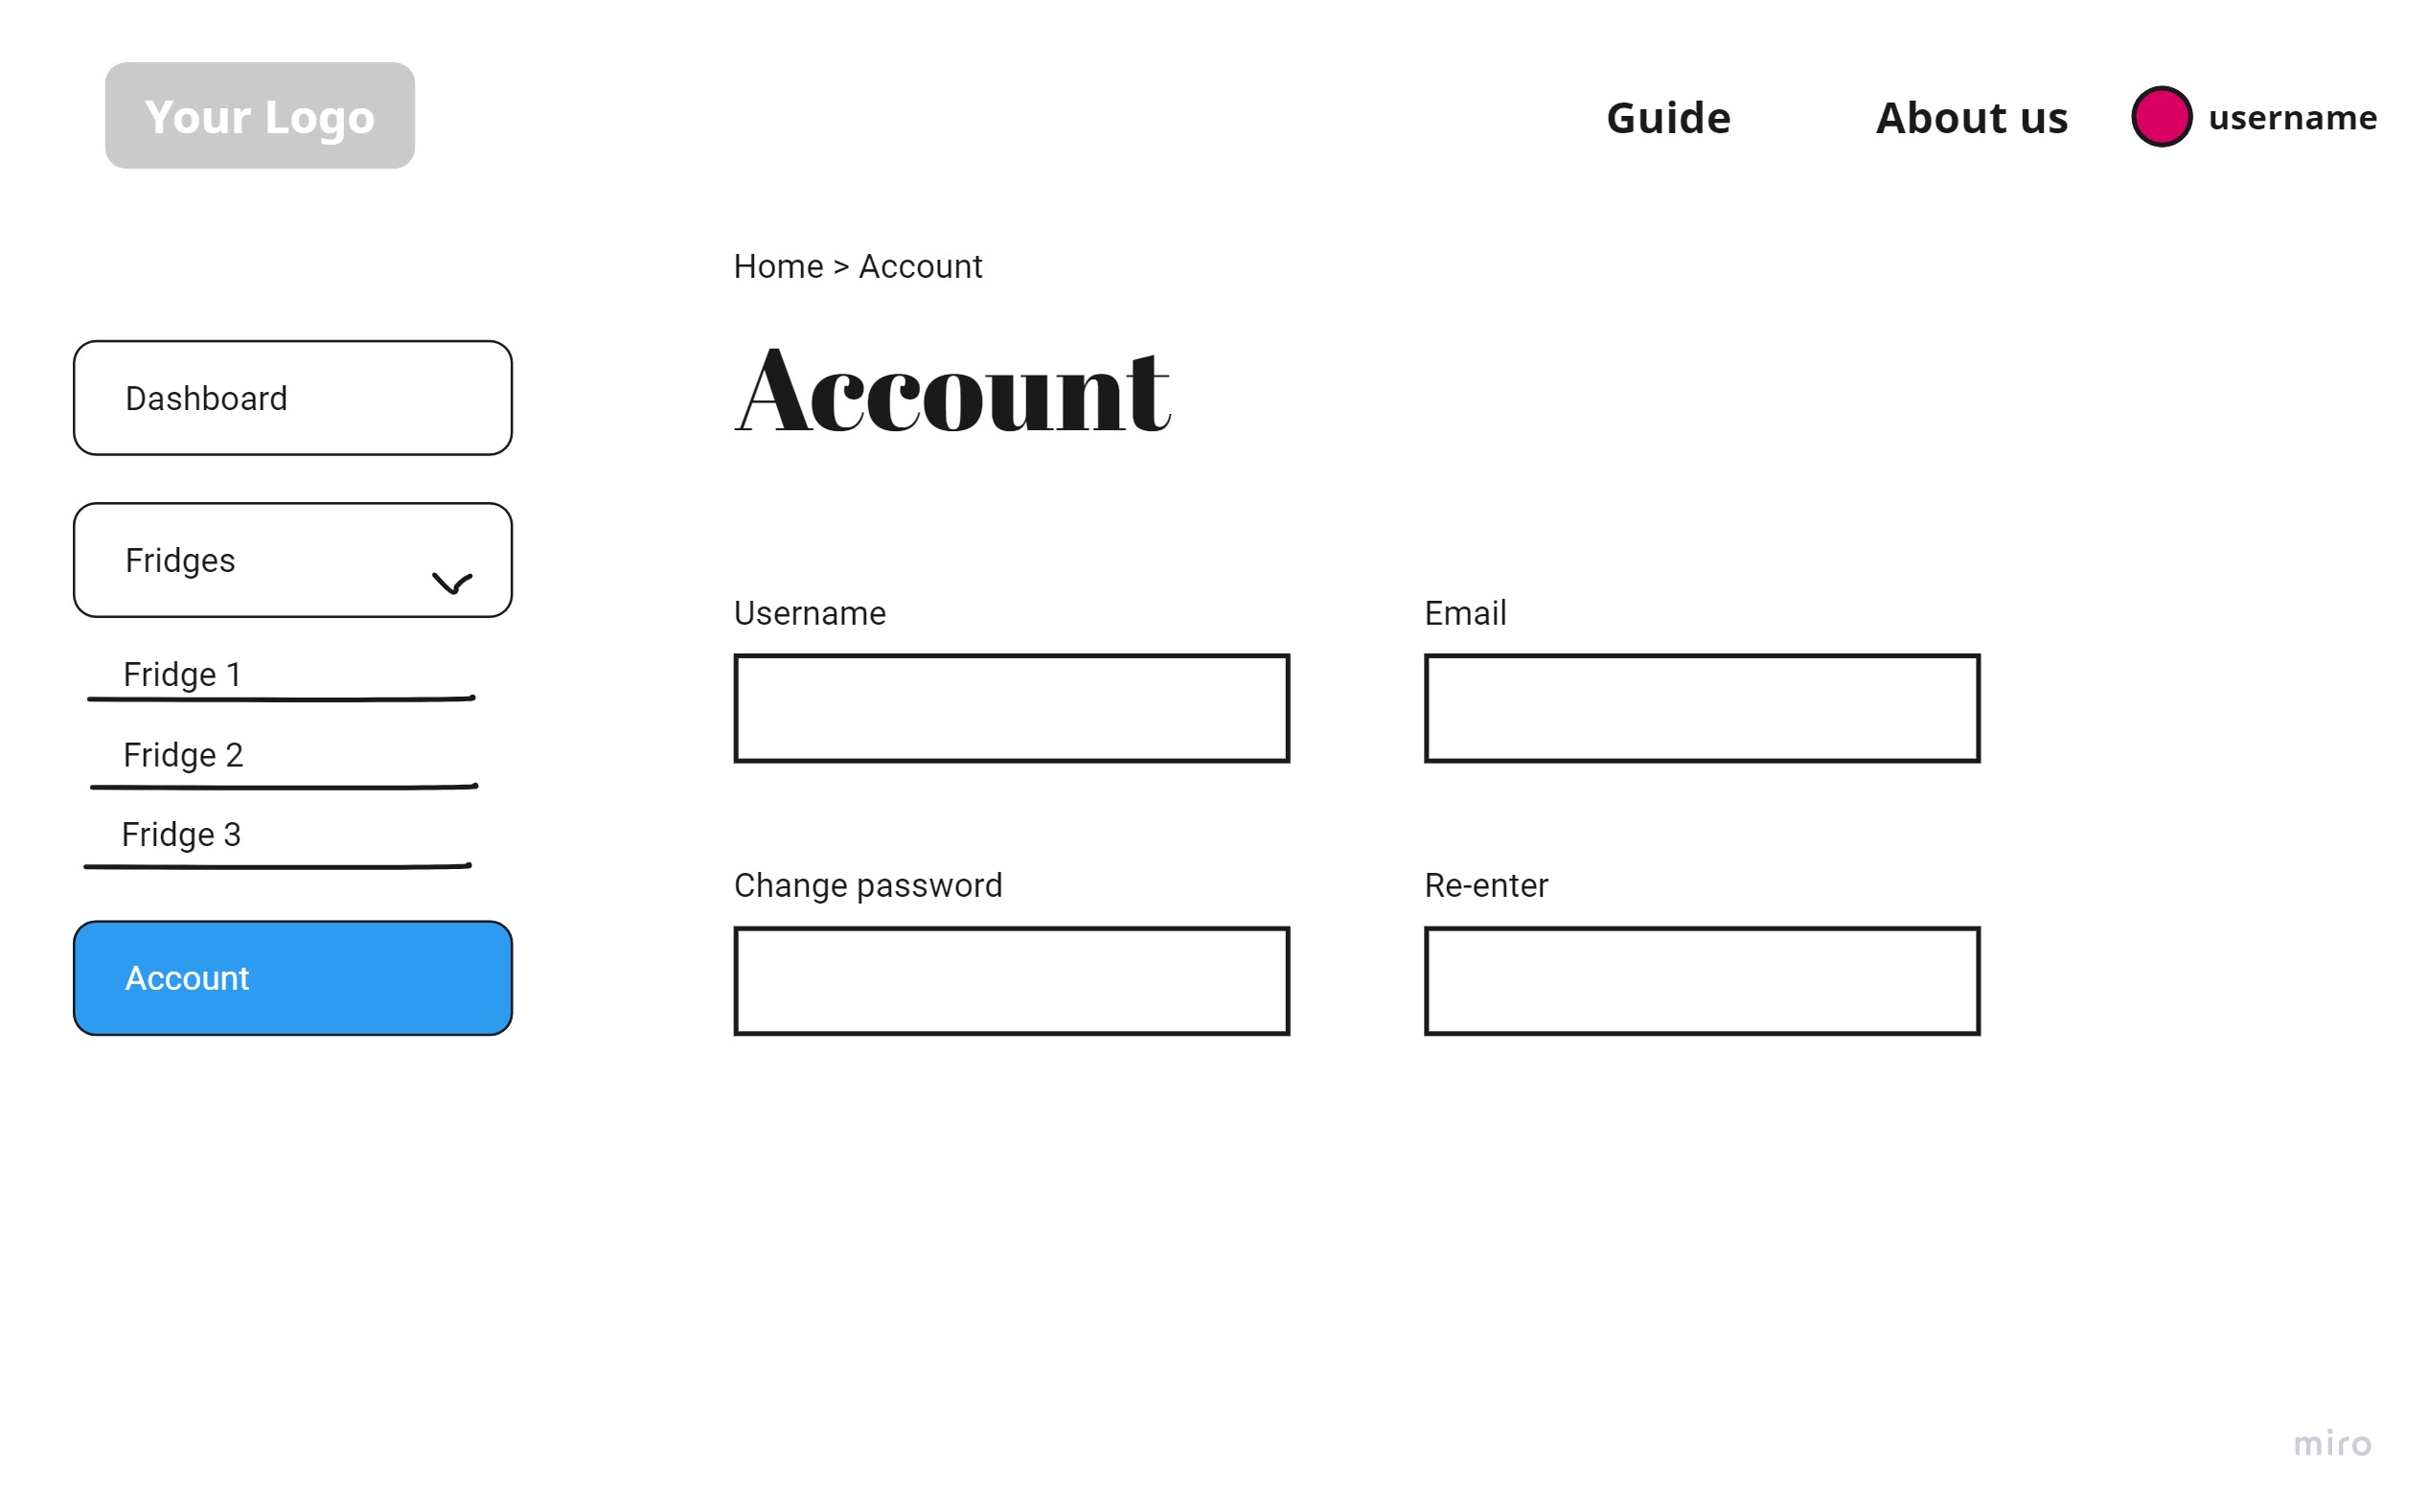 Your Logo
Guide
About us
username
Home > Account
Account
Dashboard
Fridges
Fridge 1
Fridge 2
Fridge 3
Account
Username
Email
Change password
Re-enter
miro